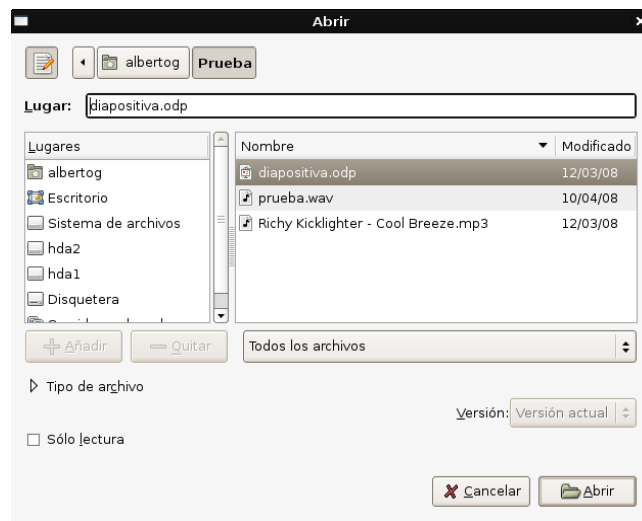 Abrir
albertog Prueba
Lugar: diapositiva.odp
Lugares
albertog
Escritorio
Sistema de archivos
hda2
hda1
Disquetera
Nombre Modificado
diapositiva.odp 12/03/08
prueba.wav 10/04/08
Richy Kicklighter - Cool Breeze.mp3 12/03/08
Añadir Quitar Todos los archivos
Tipo de archivo
Versión: Versión actual
Sólo lectura
Cancelar Abrir